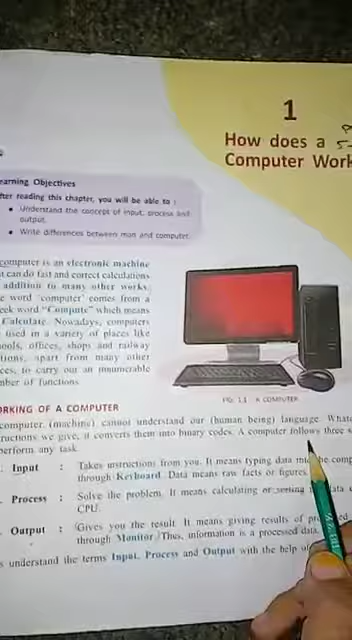 1
How does a
Computer Work
earning Objectives
fter reading this chapter, you will be able to :
• Understand the concept of input, process and
output.
• Write differences between man and computer.
computer is an electronic machine
t can do fast and correct calculations
addition to many other works.
e word 'computer' comes from a
eek word "Compute" which means
Calculate. Nowadays, computers
used in a variety of places like
ools, offices, shops and railway
tions, apart from many other
ces, to carry out an innumerable
mber of functions.
FIG. 1.1 A COMPUTER
ORKING OF A COMPUTER
computer, (machine) cannot understand our (human being) language. Whate
ructions we give, it converts them into binary codes. A computer follows three s
perform any task.
Input : Takes instructions from you. It means typing data into the comp
through Keyboard. Data means raw facts or figures.
Process : Solve the problem. It means calculating or sorting data
CPU.
Output : Gives you the result. It means giving results of
through Monitor. Thus, information is a processed data.
s understand the terms Input, Process and Output with the help of